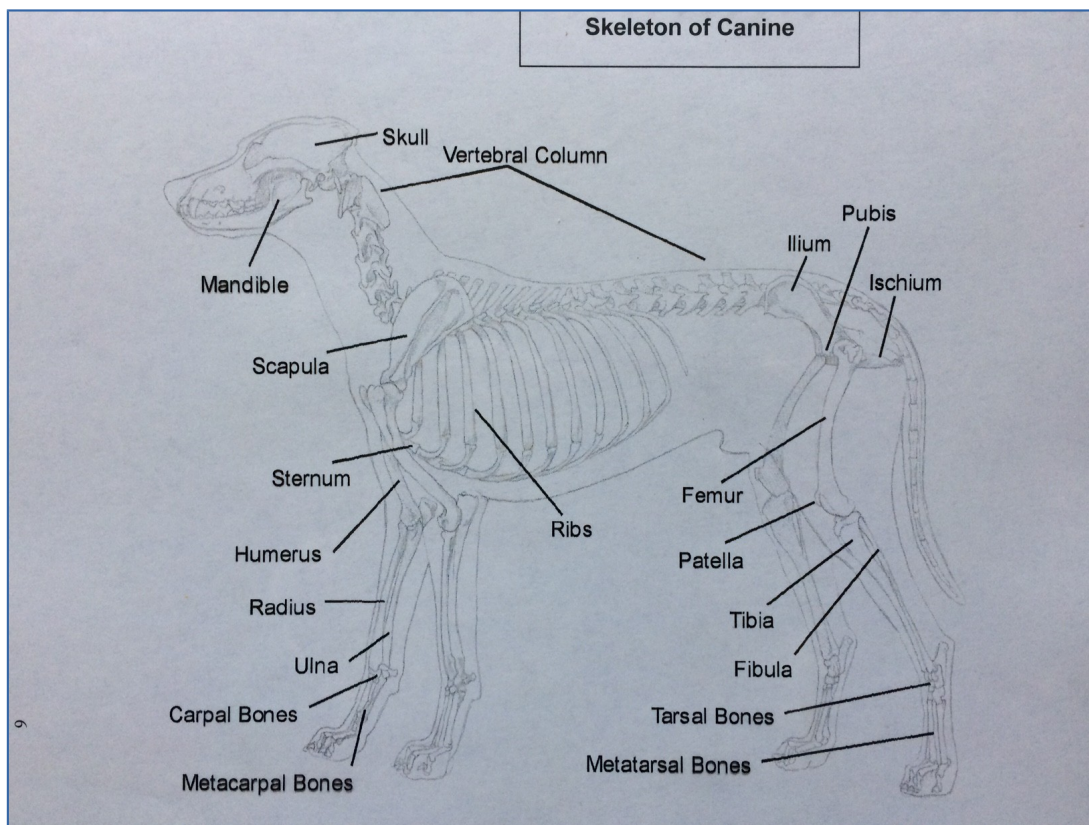 Skeleton of Canine
Skull
Vertebral Column
Pubis
Ilium
Ischium
Mandible
Scapula
Sternum
Ribs
Femur
Humerus
Patella
Radius
Tibia
Ulna
Fibula
Carpal Bones
Tarsal Bones
Metatarsal Bones
Metacarpal Bones
9